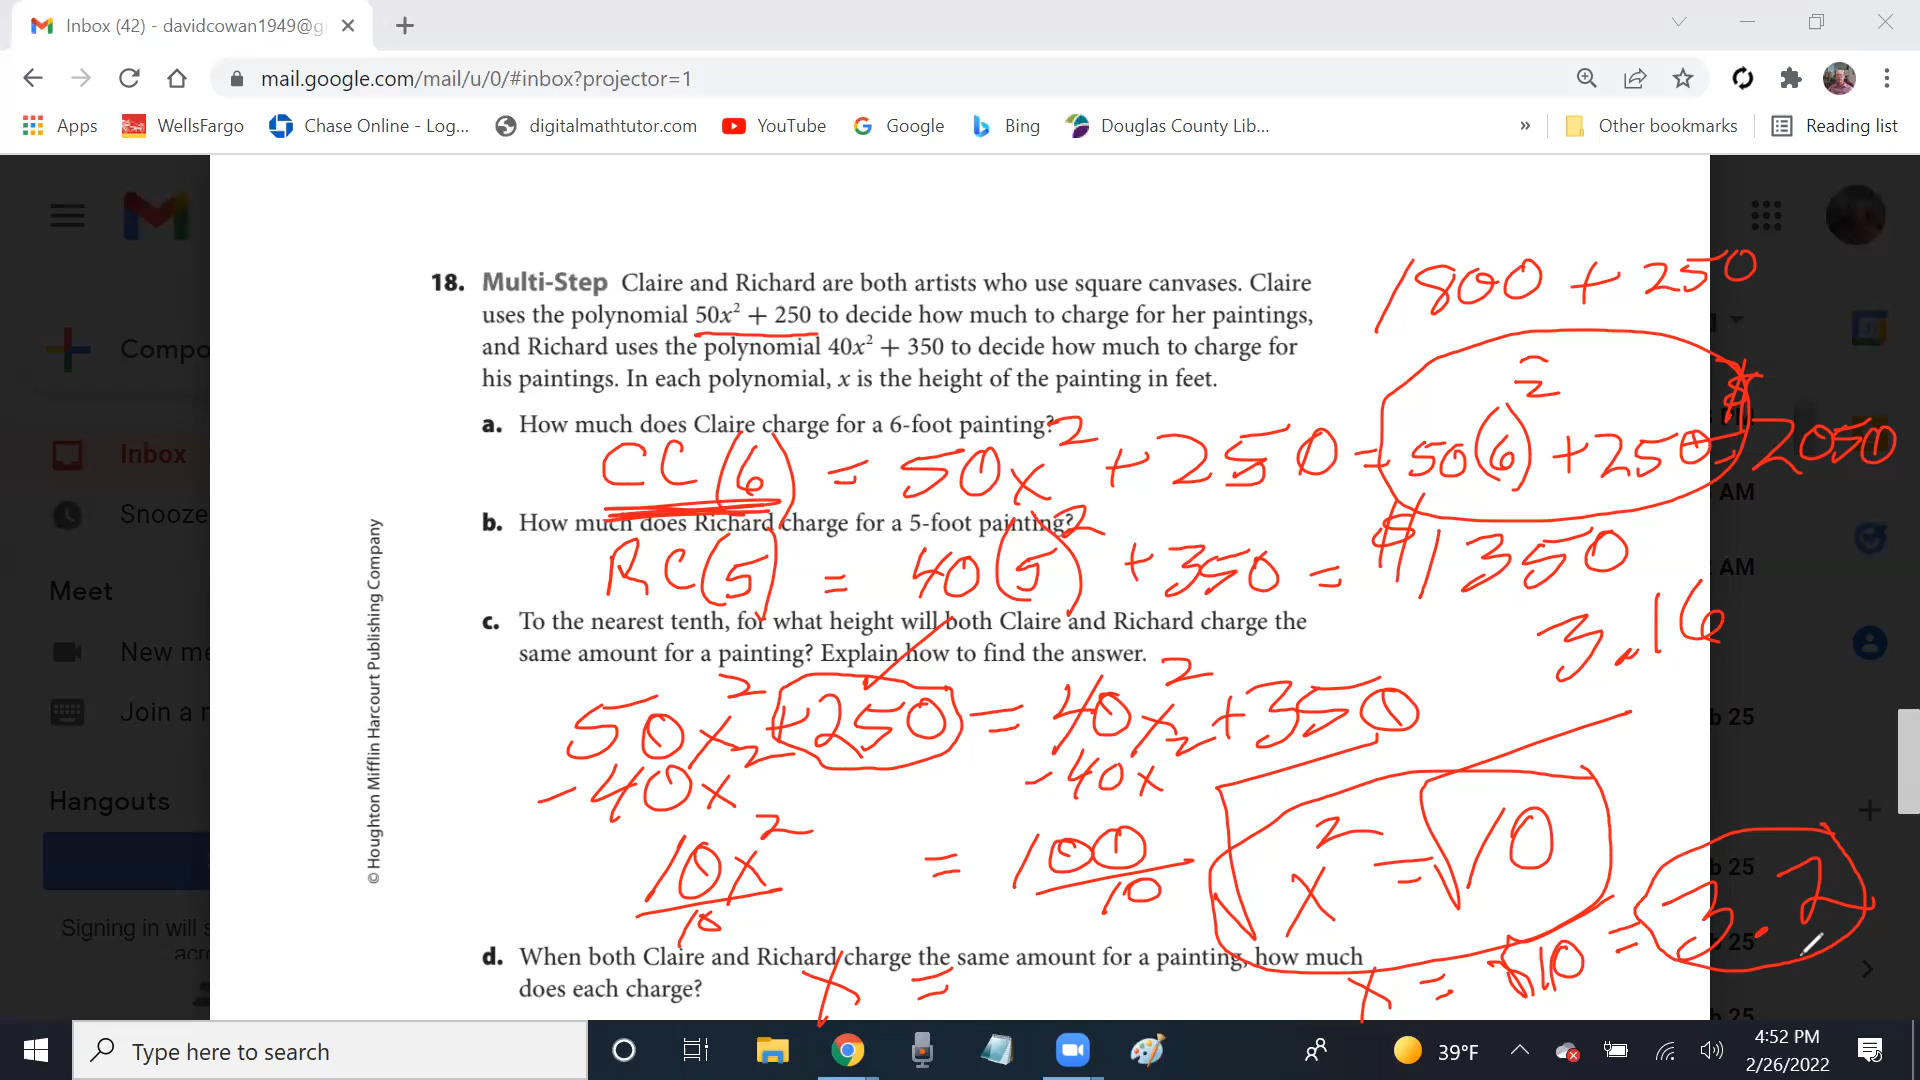 Inbox (42) - davidcowan1949@g
mail.google.com/mail/u/0/#inbox?projector=1
Apps WellsFargo Chase Online - Log... digitalmathtutor.com YouTube Google Bing Douglas County Lib... » Other bookmarks Reading list
Compo
Inbox
Snooze
Meet
New me
Join a r
Hangouts
Signing in will s
acro
18. Multi-Step Claire and Richard are both artists who use square canvases. Claire
uses the polynomial 50x² + 250 to decide how much to charge for her paintings,
and Richard uses the polynomial 40x² + 350 to decide how much to charge for
his paintings. In each polynomial, x is the height of the painting in feet.
1800 + 250
a. How much does Claire charge for a 6-foot painting?
CC(6) = 50x² + 250 = 50(6)² + 250 = $2050
b. How much does Richard charge for a 5-foot painting?
RC(5) = 40(5)² + 350 = $1350
c. To the nearest tenth, for what height will both Claire and Richard charge the
same amount for a painting? Explain how to find the answer.
3.16
50x² + 250 = 40x² + 350
-40x² -40x²
10x² = 100
10 10
√x² = √10
d. When both Claire and Richard charge the same amount for a painting, how much
does each charge?
x =
x = √10 = 3.2
© Houghton Mifflin Harcourt Publishing Company
AM
AM
b 25
b 25
b 25
b 25
Type here to search
39°F
4:52 PM
2/26/2022